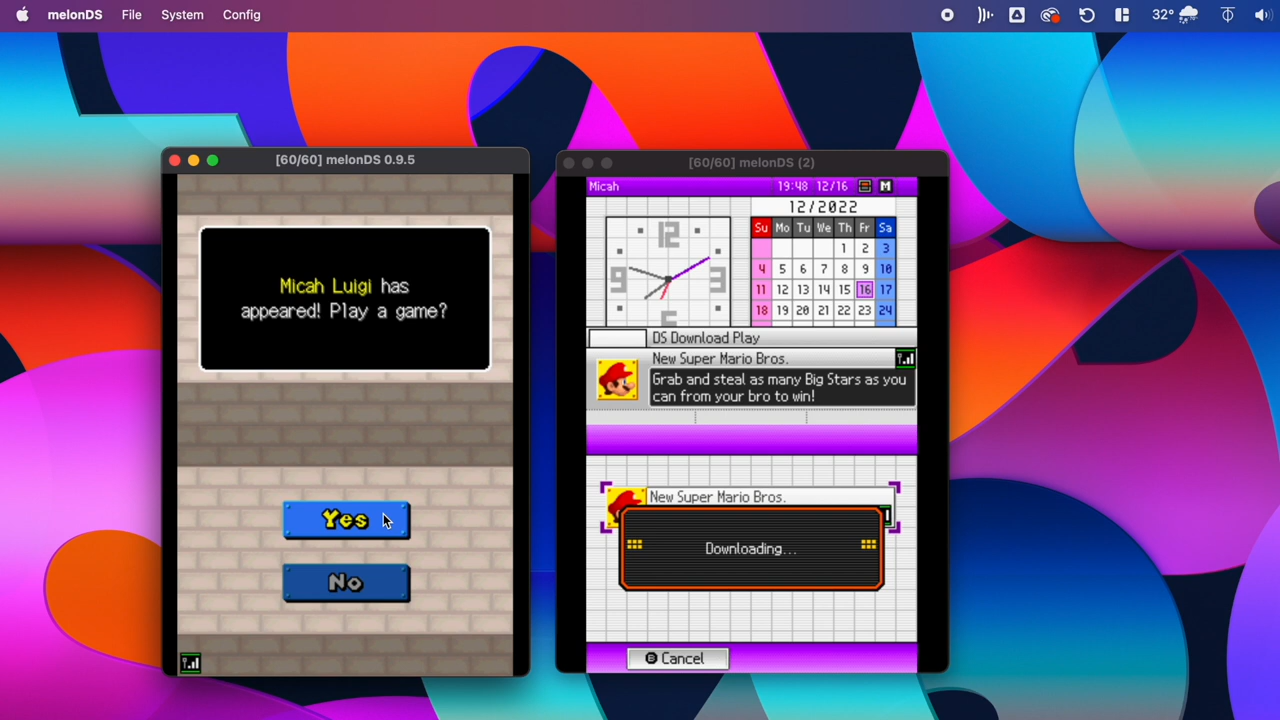 melonDS File System Config
32°
[60/60] melonDS 0.9.5
Micah Luigi has
appeared! Play a game?
Yes
No
[60/60] melonDS (2)
Micah 19:48 12/16 M
12/2022
12
9 3
Su Mo Tu We Th Fr Sa
1 2 3
4 5 6 7 8 9 10
11 12 13 14 15 16 17
18 19 20 21 22 23 24
DS Download Play
New Super Mario Bros.
Grab and steal as many Big Stars as you
can from your bro to win!
New Super Mario Bros.
Downloading...
B Cancel